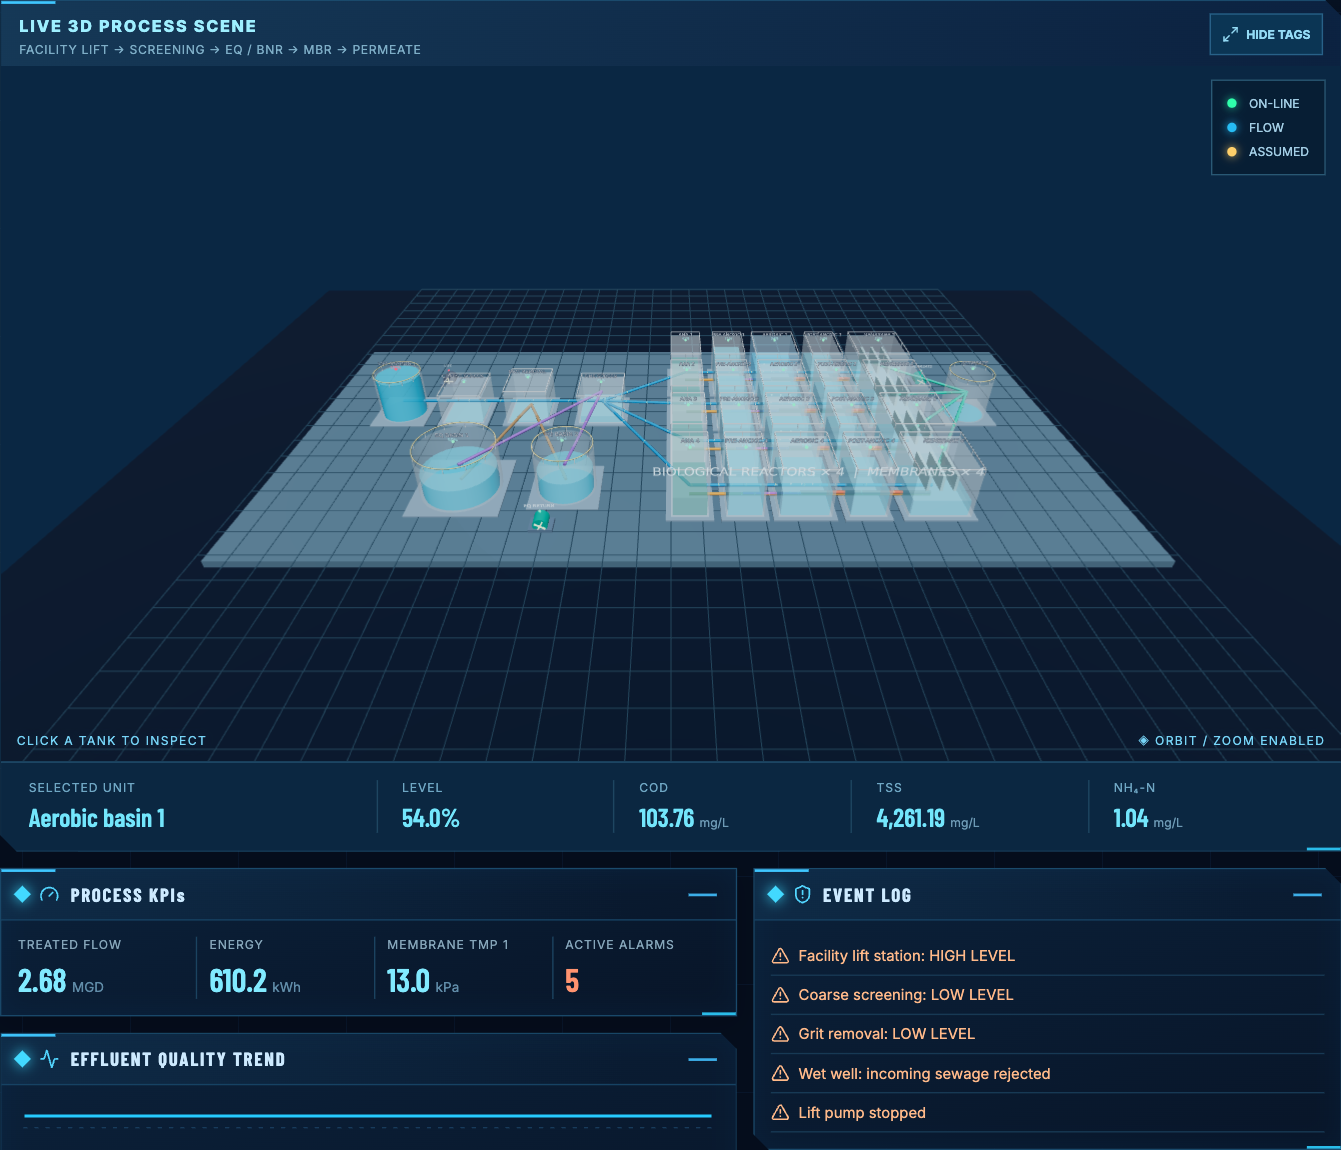 LIVE 3D PROCESS SCENE
FACILITY LIFT → SCREENING → EQ / BNR → MBR → PERMEATE
HIDE TAGS
ON-LINE
FLOW
ASSUMED
BIOLOGICAL REACTORS × 4 | MEMBRANES × 4
CLICK A TANK TO INSPECT
◈ ORBIT / ZOOM ENABLED
SELECTED UNIT
Aerobic basin 1
LEVEL
54.0%
COD
103.76 mg/L
TSS
4,261.19 mg/L
NH₄-N
1.04 mg/L
PROCESS KPIs
TREATED FLOW
2.68 MGD
ENERGY
610.2 kWh
MEMBRANE TMP 1
13.0 kPa
ACTIVE ALARMS
5
EFFLUENT QUALITY TREND
EVENT LOG
Facility lift station: HIGH LEVEL
Coarse screening: LOW LEVEL
Grit removal: LOW LEVEL
Wet well: incoming sewage rejected
Lift pump stopped